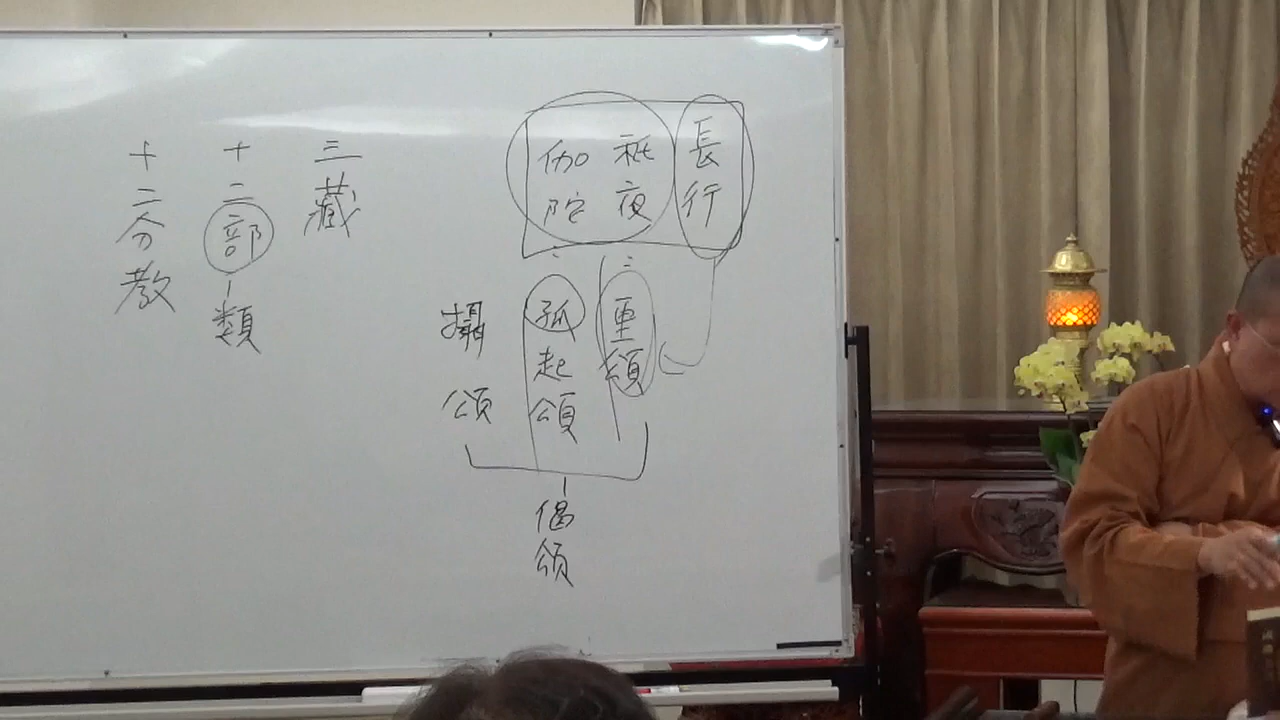 長行
祇夜
伽陀
重頌
孤起頌
攝頌
偈頌
三藏
十二部
類
十二分教